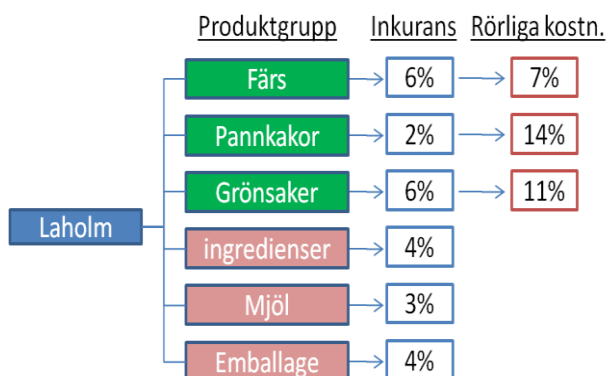 Produktgrupp Inkurans Rörliga kostn.
Färs 6% 7%
Pannkakor 2% 14%
Grönsaker 6% 11%
Laholm
ingredienser 4%
Mjöl 3%
Emballage 4%